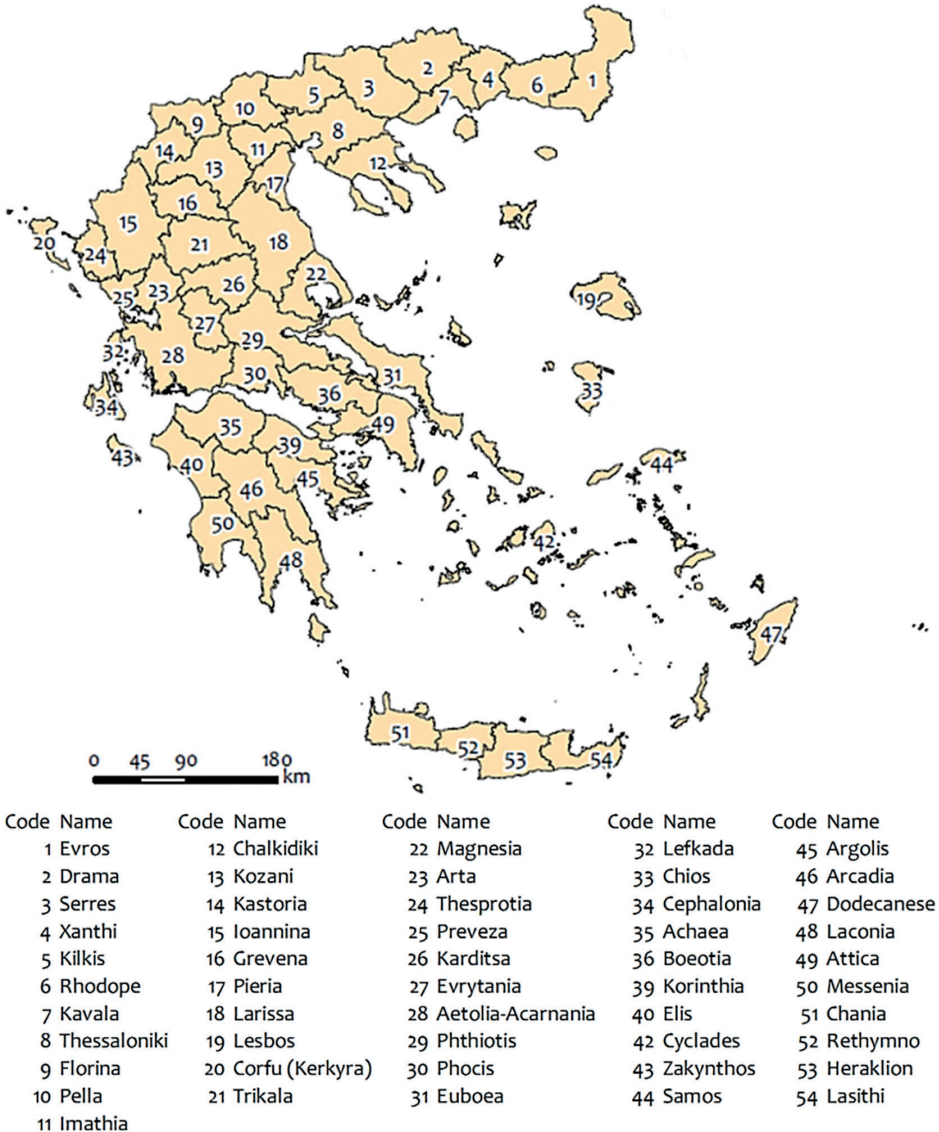 1
2
3
4
5
6
7
8
9
10
11
12
13
14
15
16
17
18
19
20
21
22
23
24
25
26
27
28
29
30
31
32
33
34
35
36
39
40
42
43
44
45
46
47
48
49
50
51
52
53
54
0 45 90 180
km
Code Name
1 Evros
2 Drama
3 Serres
4 Xanthi
5 Kilkis
6 Rhodope
7 Kavala
8 Thessaloniki
9 Florina
10 Pella
11 Imathia
Code Name
12 Chalkidiki
13 Kozani
14 Kastoria
15 Ioannina
16 Grevena
17 Pieria
18 Larissa
19 Lesbos
20 Corfu (Kerkyra)
21 Trikala
Code Name
22 Magnesia
23 Arta
24 Thesprotia
25 Preveza
26 Karditsa
27 Evrytania
28 Aetolia-Acarnania
29 Phthiotis
30 Phocis
31 Euboea
Code Name
32 Lefkada
33 Chios
34 Cephalonia
35 Achaea
36 Boeotia
39 Korinthia
40 Elis
42 Cyclades
43 Zakynthos
44 Samos
Code Name
45 Argolis
46 Arcadia
47 Dodecanese
48 Laconia
49 Attica
50 Messenia
51 Chania
52 Rethymno
53 Heraklion
54 Lasithi